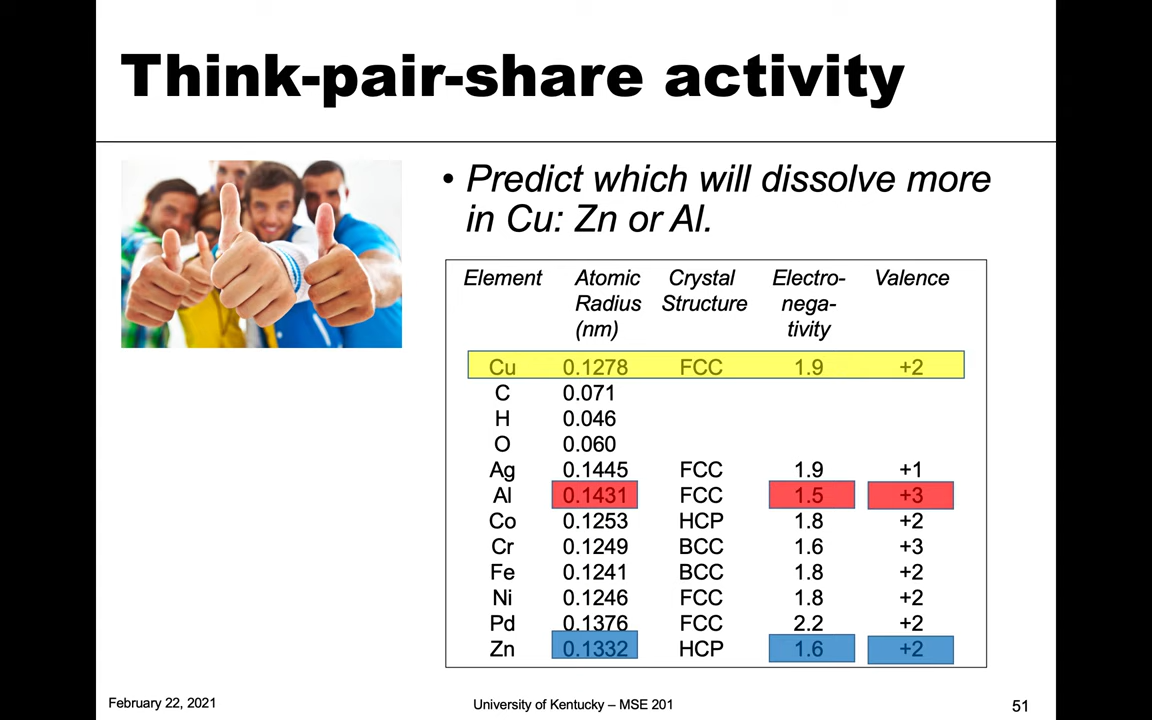 Think-pair-share activity
• Predict which will dissolve more
in Cu: Zn or Al.
Element Atomic Crystal Electro- Valence
Radius Structure nega-
(nm) tivity
Cu 0.1278 FCC 1.9 +2
C 0.071
H 0.046
O 0.060
Ag 0.1445 FCC 1.9 +1
Al 0.1431 FCC 1.5 +3
Co 0.1253 HCP 1.8 +2
Cr 0.1249 BCC 1.6 +3
Fe 0.1241 BCC 1.8 +2
Ni 0.1246 FCC 1.8 +2
Pd 0.1376 FCC 2.2 +2
Zn 0.1332 HCP 1.6 +2
February 22, 2021 University of Kentucky – MSE 201 51